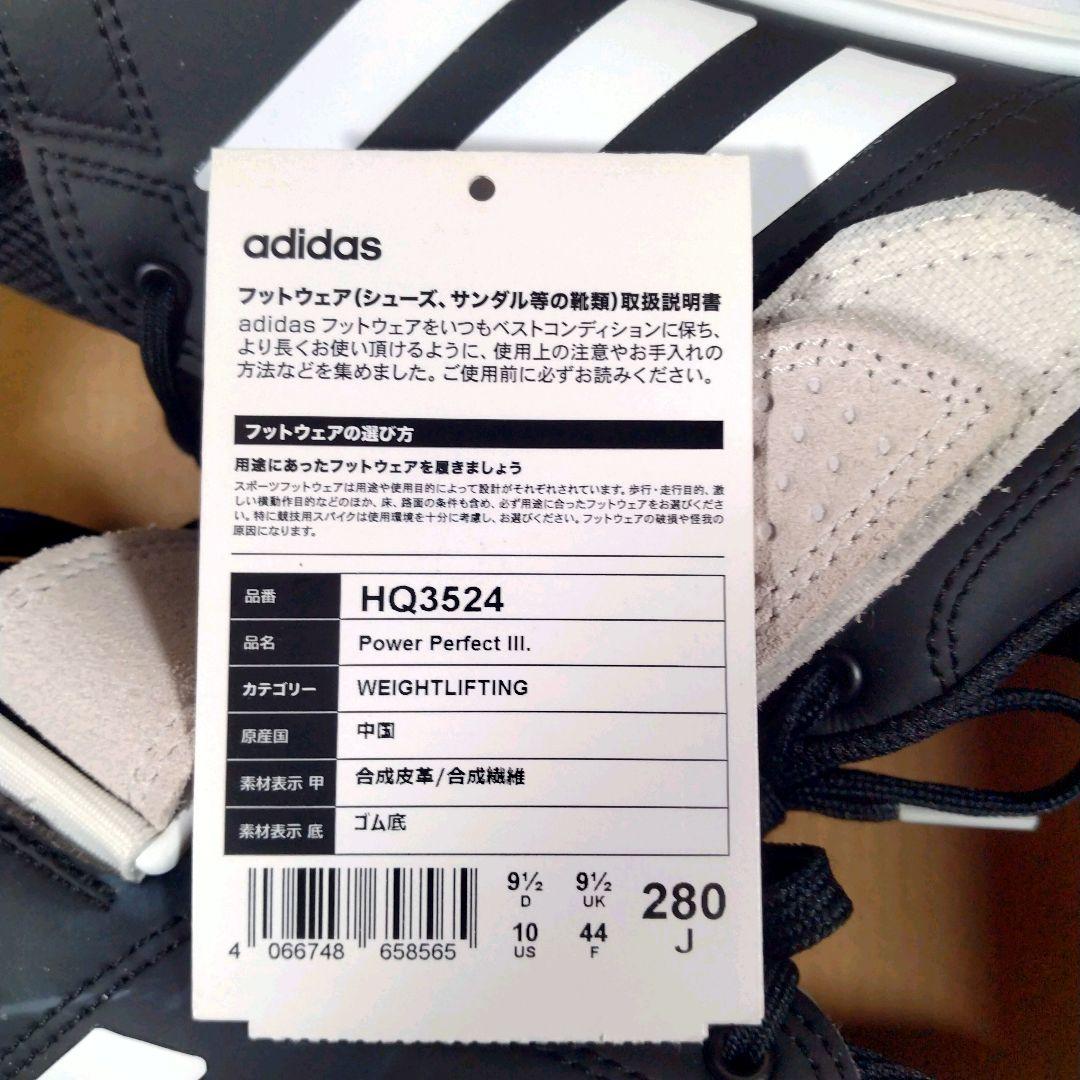 adidas
フットウェア(シューズ、サンダル等の靴類)取扱説明書
adidas フットウェアをいつもベストコンディションに保ち、
より長くお使い頂けるように、使用上の注意やお手入れの
方法などを集めました。ご使用前に必ずお読みください。
フットウェアの選び方
用途にあったフットウェアを履きましょう
スポーツフットウェアは用途や使用目的によって設計がそれぞれされています。歩行・走行目的、激
しい横動作目的などのほか、床、路面の条件も含め、必ず用途に合ったフットウェアをお選びくださ
い。特に競技用スパイクは使用環境を十分に考慮し、お選びください。フットウェアの破損や怪我の
原因になります。
品番 HQ3524
品名 Power Perfect III.
カテゴリー WEIGHTLIFTING
原産国 中国
素材表示 甲 合成皮革/合成繊維
素材表示 底 ゴム底
9½ 9½ 280
D UK J
10 44
US F
4 066748 658565